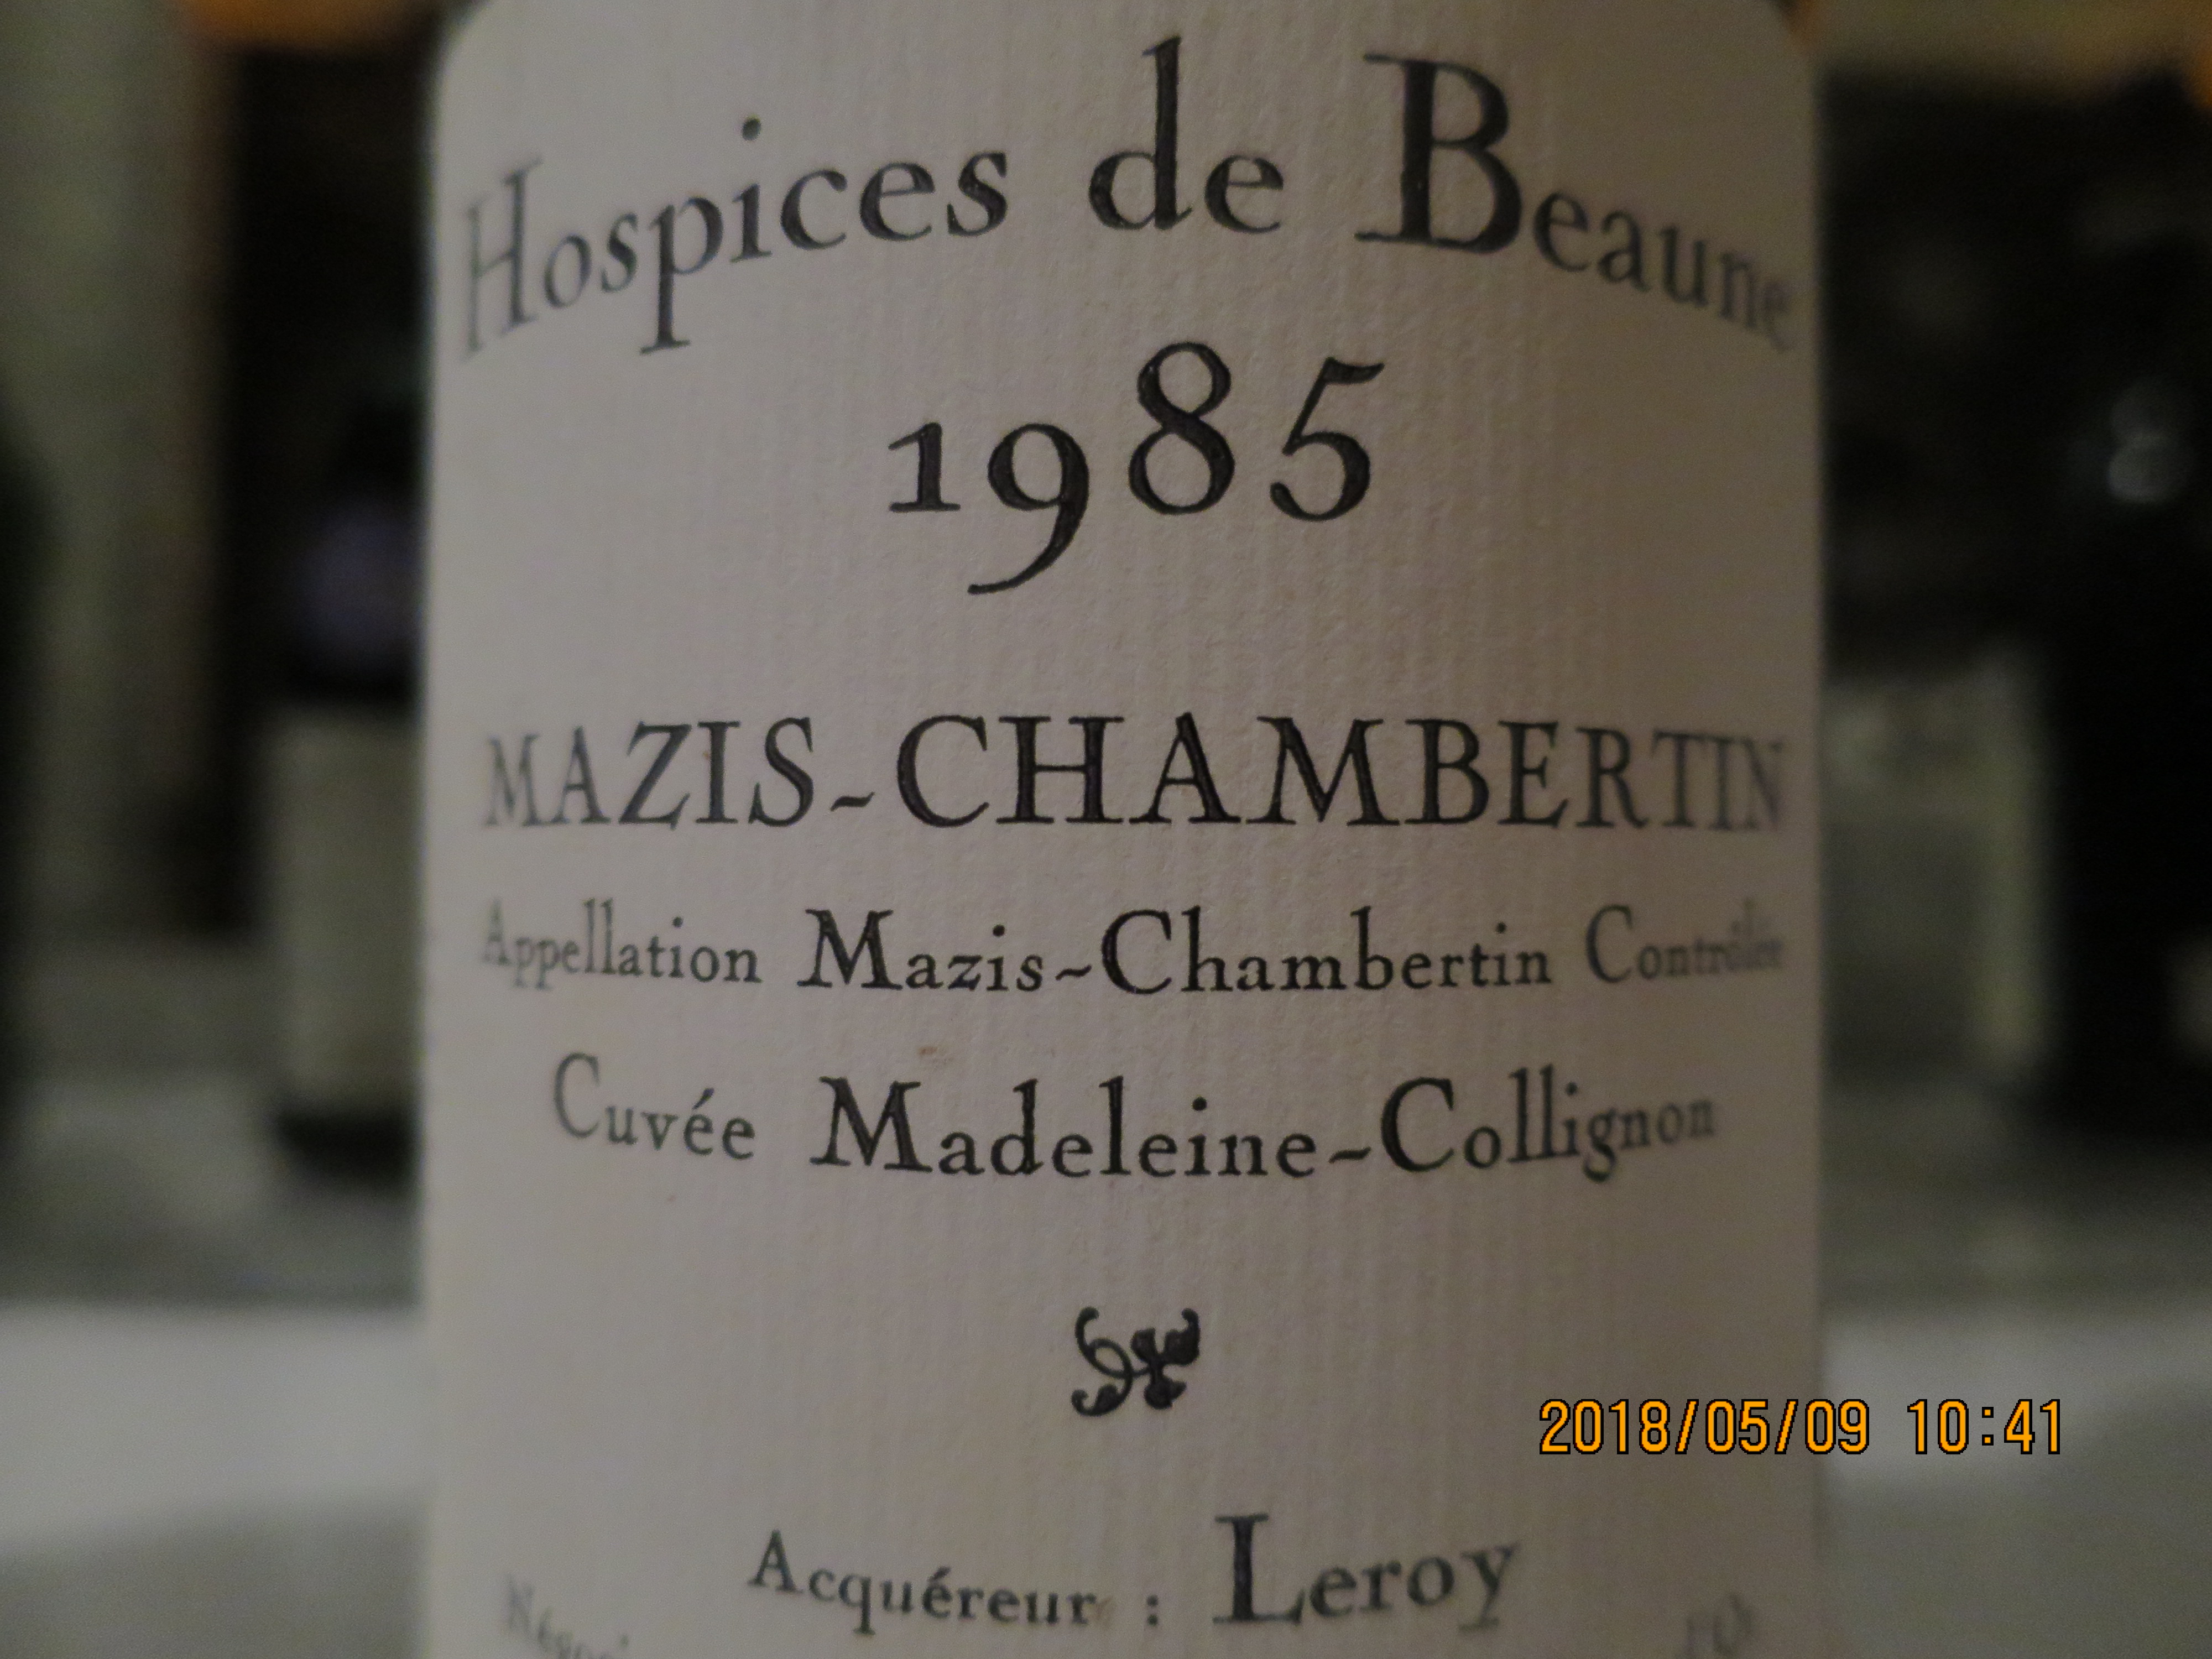 Hospices de Beaune
1985
MAZIS-CHAMBERTIN
Appellation Mazis-Chambertin Contrôlée
Cuvée Madeleine-Collignon
2018/05/09 10:41
Acquéreur : Leroy